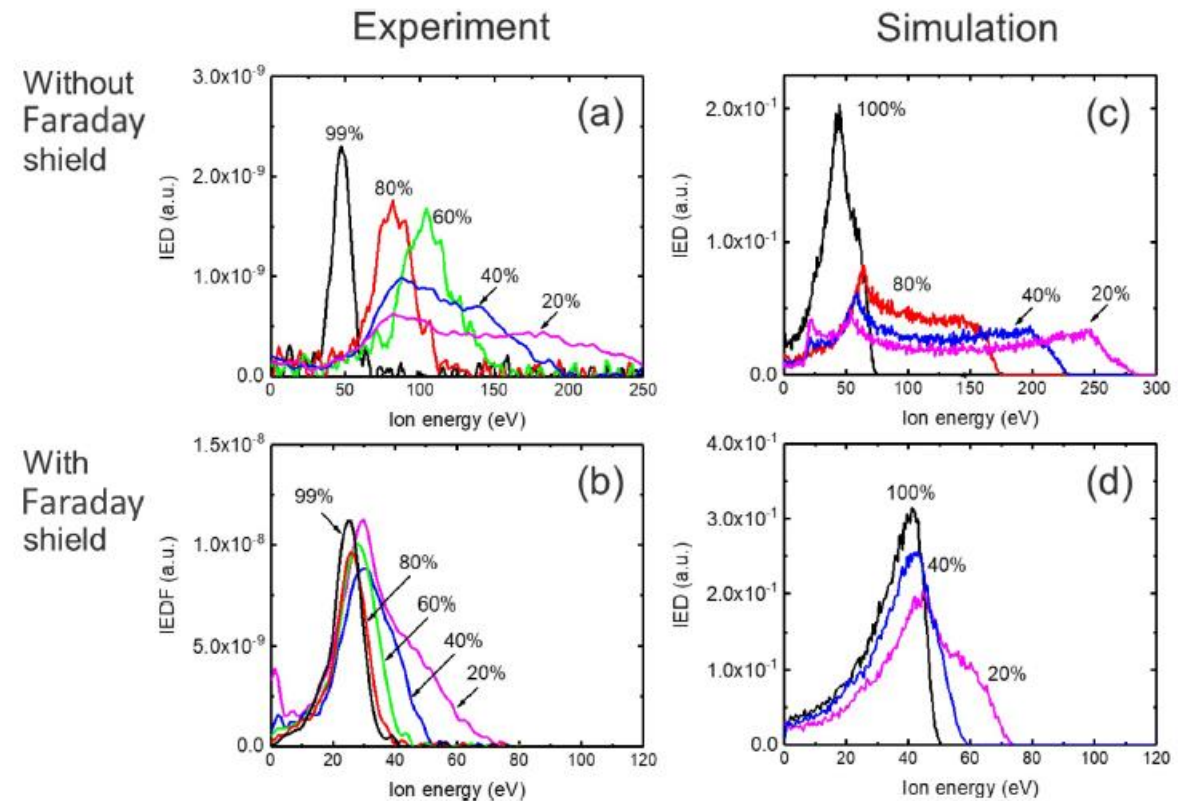 Experiment
Simulation
Without
Faraday
shield
3.0x10⁻⁹
2.0x10⁻⁹
1.0x10⁻⁹
0.0
IED (a.u.)
(a)
99%
80%
60%
40%
20%
0 50 100 150 200 250
Ion energy (eV)
2.0x10⁻¹
1.0x10⁻¹
0.0
IED (a.u.)
(c)
100%
80%
40%
20%
0 50 100 150 200 250 300
Ion energy (eV)
With
Faraday
shield
1.5x10⁻⁸
1.0x10⁻⁸
5.0x10⁻⁹
0.0
IEDF (a.u.)
(b)
99%
80%
60%
40%
20%
0 20 40 60 80 100 120
Ion energy (eV)
4.0x10⁻¹
3.0x10⁻¹
2.0x10⁻¹
1.0x10⁻¹
0.0
IED (a.u.)
(d)
100%
40%
20%
0 20 40 60 80 100 120
Ion energy (eV)